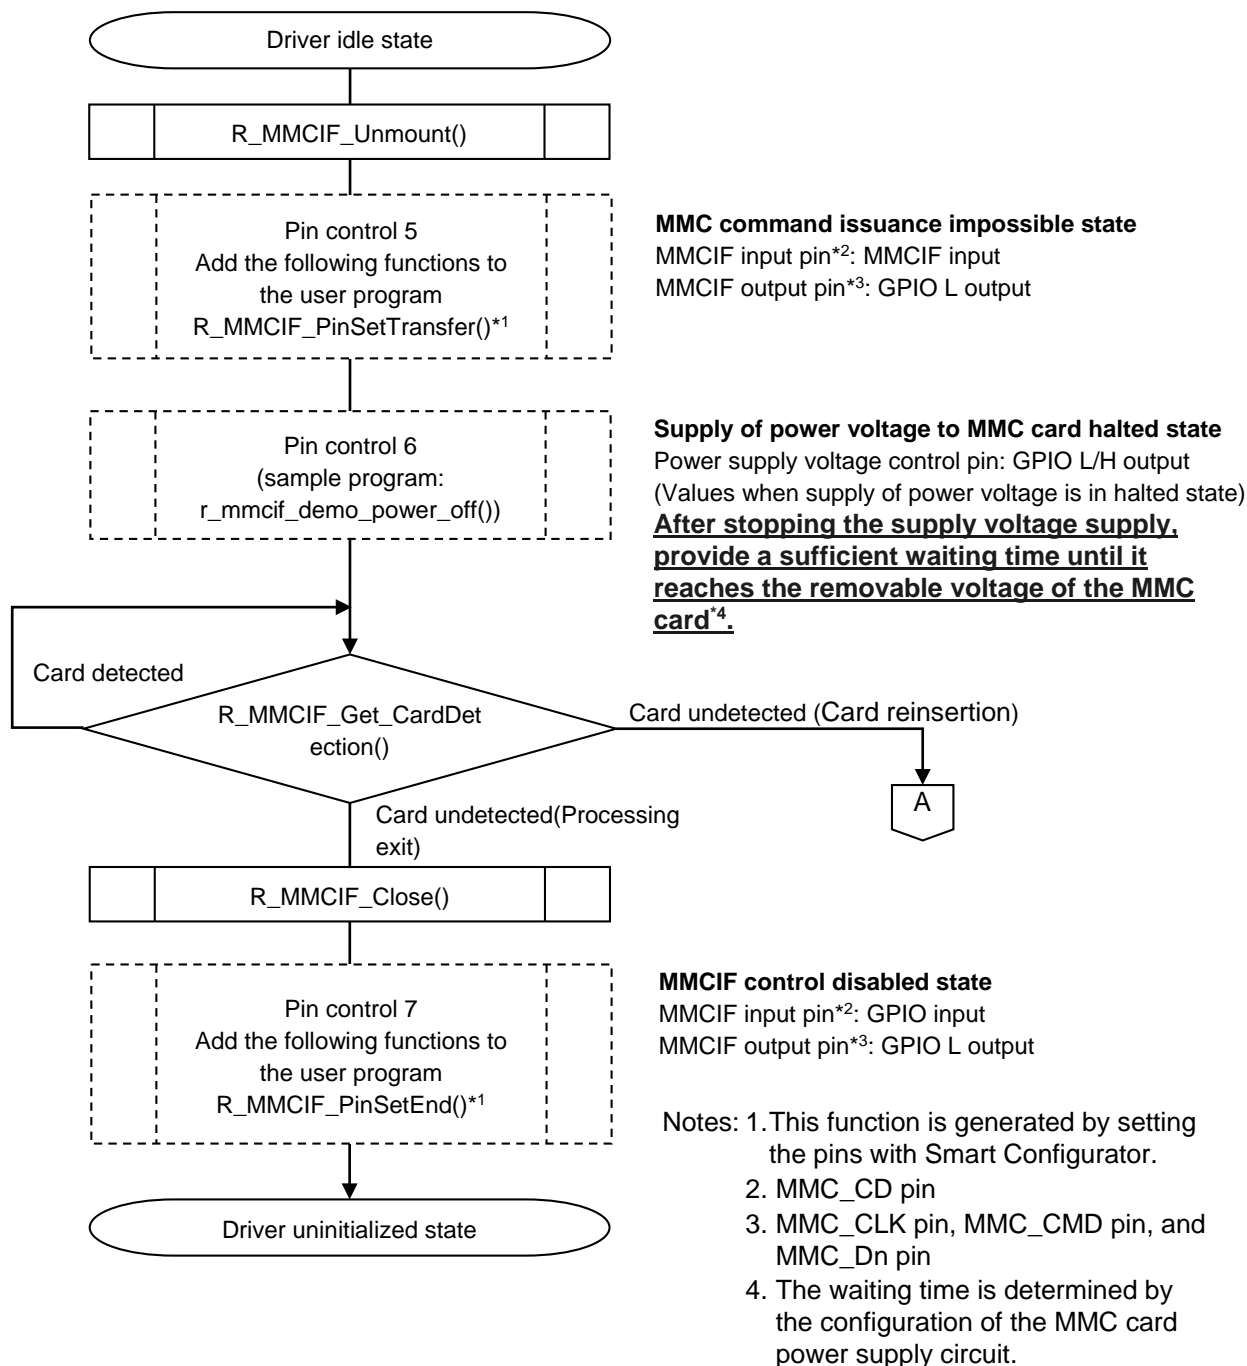 Driver idle state
R_MMCIF_Unmount()
Pin control 5
Add the following functions to
the user program
R_MMCIF_PinSetTransfer()*1
MMC command issuance impossible state
MMCIF input pin*2: MMCIF input
MMCIF output pin*3: GPIO L output
Pin control 6
(sample program:
r_mmcif_demo_power_off())
Supply of power voltage to MMC card halted state
Power supply voltage control pin: GPIO L/H output
(Values when supply of power voltage is in halted state)
After stopping the supply voltage supply,
provide a sufficient waiting time until it
reaches the removable voltage of the MMC
card*4.
Card detected
R_MMCIF_Get_CardDet
ection()
Card undetected (Card reinsertion)
A
Card undetected(Processing
exit)
R_MMCIF_Close()
Pin control 7
Add the following functions to
the user program
R_MMCIF_PinSetEnd()*1
MMCIF control disabled state
MMCIF input pin*2: GPIO input
MMCIF output pin*3: GPIO L output
Driver uninitialized state
Notes: 1.This function is generated by setting
the pins with Smart Configurator.
2. MMC_CD pin
3. MMC_CLK pin, MMC_CMD pin, and
MMC_Dn pin
4. The waiting time is determined by
the configuration of the MMC card
power supply circuit.